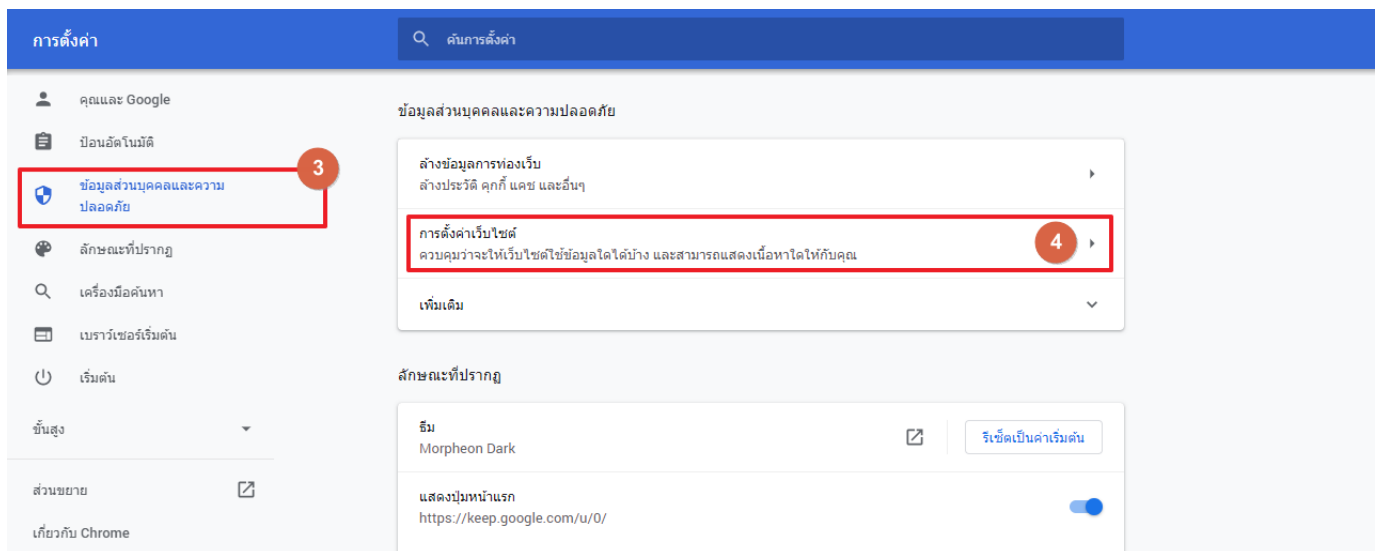 การตั้งค่า
ค้นการตั้งค่า
คุณและ Google
ป้อนอัตโนมัติ
3
ข้อมูลส่วนบุคคลและความ
ปลอดภัย
ลักษณะที่ปรากฏ
เครื่องมือค้นหา
เบราว์เซอร์เริ่มต้น
เริ่มต้น
ขั้นสูง
ส่วนขยาย
เกี่ยวกับ Chrome
ข้อมูลส่วนบุคคลและความปลอดภัย
ล้างข้อมูลการท่องเว็บ
ล้างประวัติ คุกกี้ แคช และอื่นๆ
การตั้งค่าเว็บไซต์
ควบคุมว่าจะให้เว็บไซต์ใช้ข้อมูลใดได้บ้าง และสามารถแสดงเนื้อหาใดให้กับคุณ
4
เพิ่มเติม
ลักษณะที่ปรากฏ
ธีม
Morpheon Dark
รีเซ็ตเป็นค่าเริ่มต้น
แสดงปุ่มหน้าแรก
https://keep.google.com/u/0/